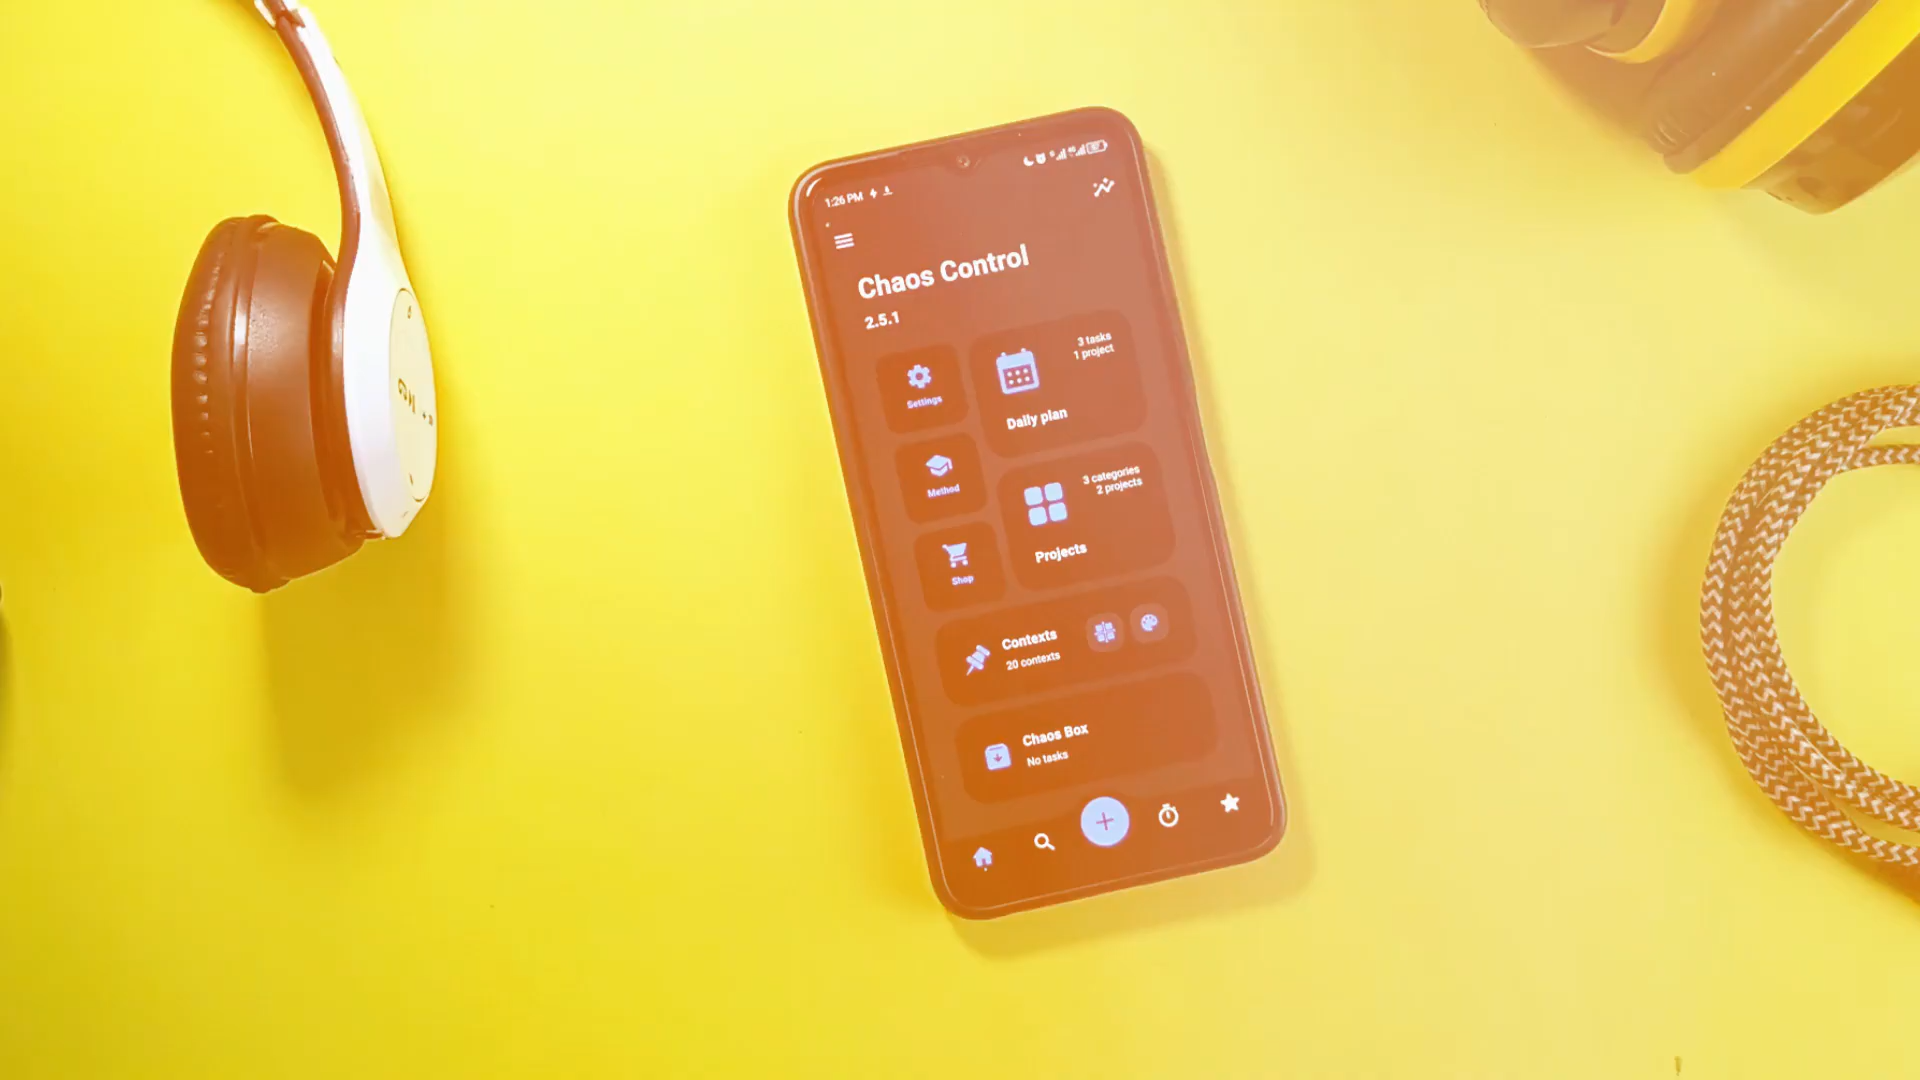 1:26 PM
Chaos Control
2.5.1
Settings
3 tasks
1 project
Daily plan
Method
3 categories
2 projects
Projects
Shop
Contexts
20 contexts
Chaos Box
No tasks